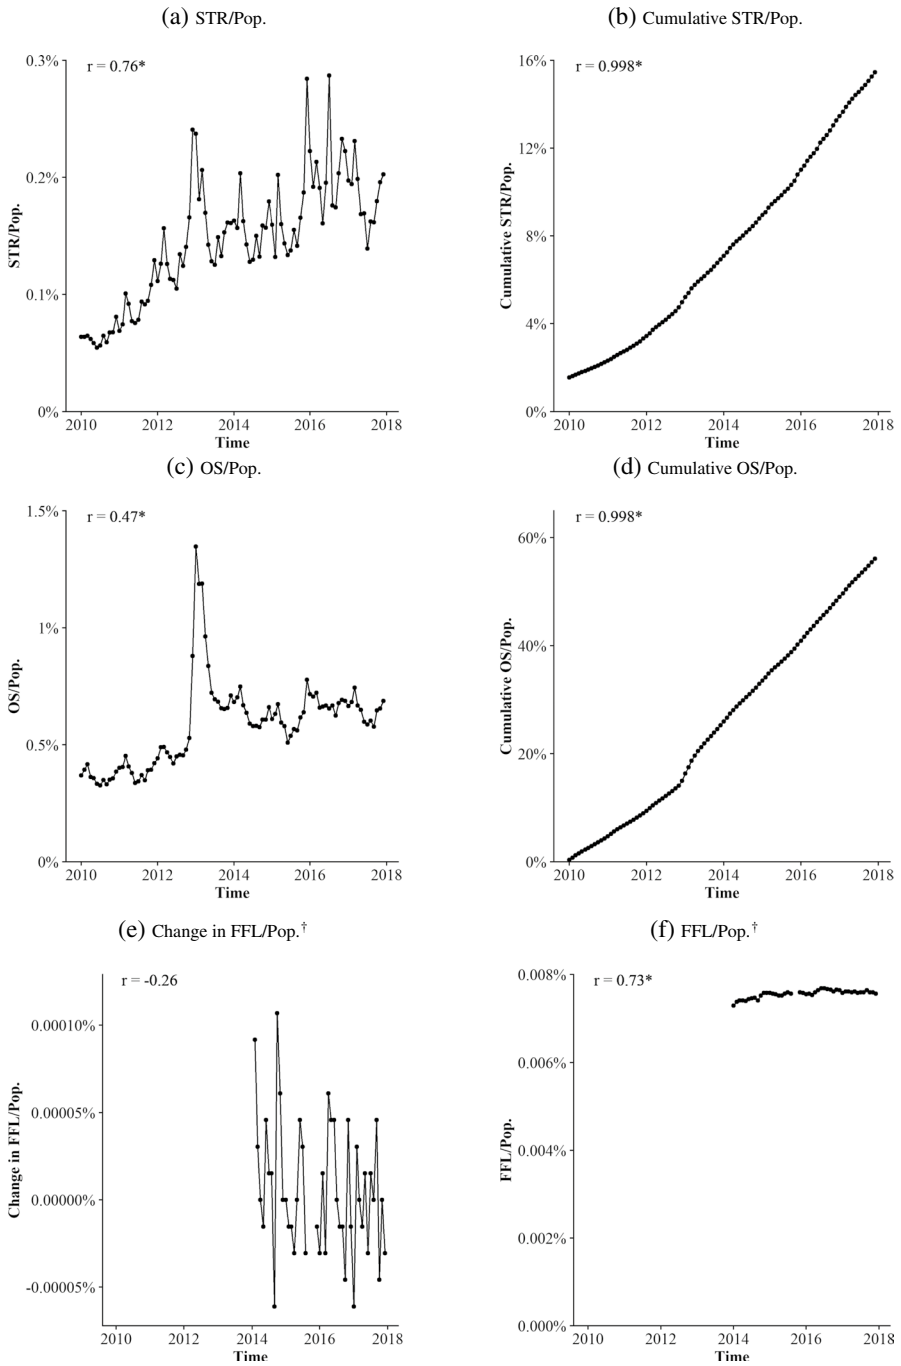 (a) STR/Pop.
(b) Cumulative STR/Pop.
r = 0.76*
0.3%
0.2%
0.1%
0%
STR/Pop.
2010 2012 2014 2016 2018
Time
r = 0.998*
16%
12%
8%
4%
0%
Cumulative STR/Pop.
2010 2012 2014 2016 2018
Time
(c) OS/Pop.
(d) Cumulative OS/Pop.
r = 0.47*
1.5%
1%
0.5%
0%
OS/Pop.
2010 2012 2014 2016 2018
Time
r = 0.998*
60%
40%
20%
0%
Cumulative OS/Pop.
2010 2012 2014 2016 2018
Time
(e) Change in FFL/Pop.†
(f) FFL/Pop.†
r = -0.26
0.00010%
0.00005%
0.00000%
-0.00005%
Change in FFL/Pop.
2010 2012 2014 2016 2018
Time
r = 0.73*
0.008%
0.006%
0.004%
0.002%
0.000%
FFL/Pop.
2010 2012 2014 2016 2018
Time